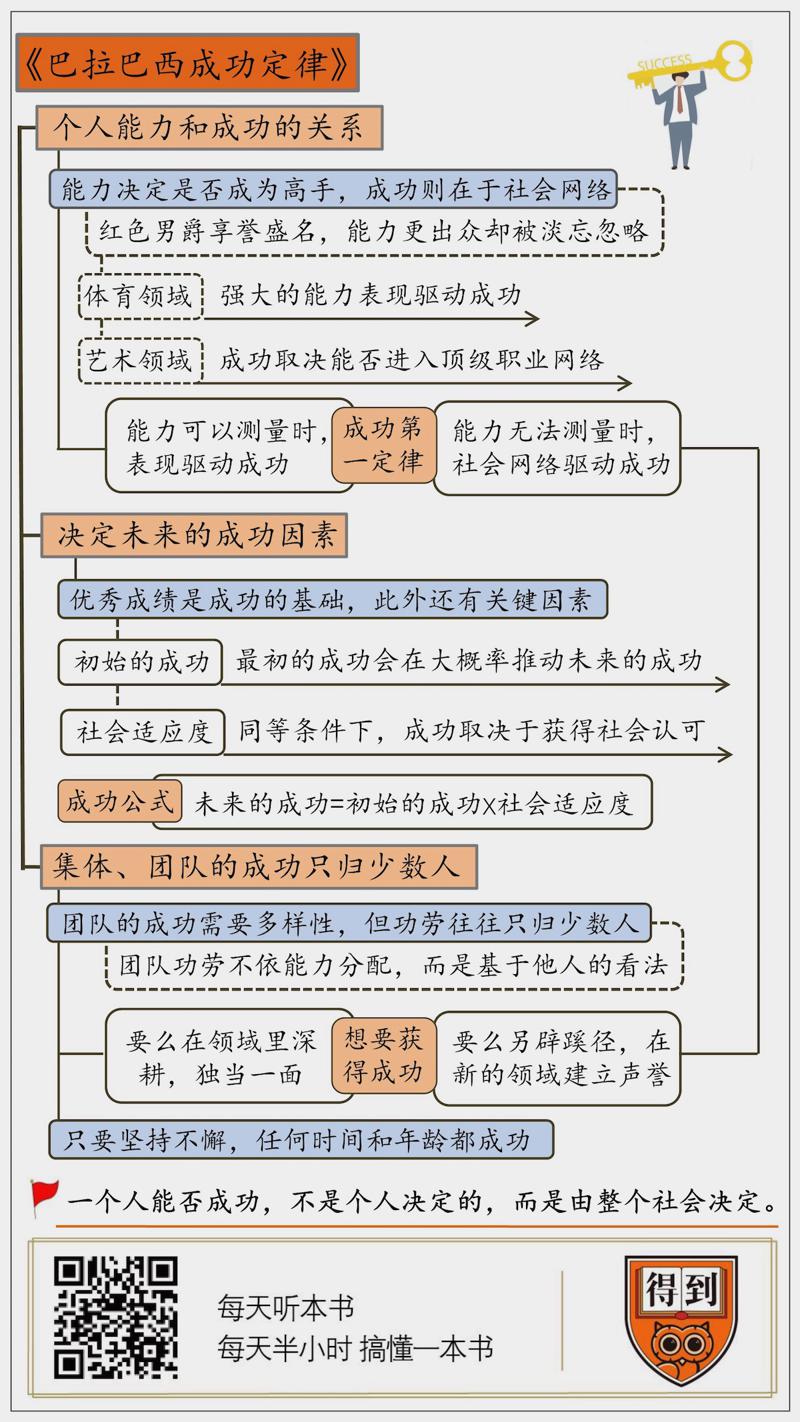 《巴拉巴西成功定律》
SUCCESS
个人能力和成功的关系
能力决定是否成为高手，成功则在于社会网络
红色男爵享誉盛名，能力更出众却被淡忘忽略
体育领域
强大的能力表现驱动成功
艺术领域
成功取决能否进入顶级职业网络
能力可以测量时，
表现驱动成功
成功第
一定律
能力无法测量时，
社会网络驱动成功
决定未来的成功因素
优秀成绩是成功的基础，此外还有关键因素
初始的成功
最初的成功会在大概率推动未来的成功
社会适应度
同等条件下，成功取决于获得社会认可
成功公式
未来的成功=初始的成功x社会适应度
集体、团队的成功只归少数人
团队的成功需要多样性，但功劳往往只归少数人
团队功劳不依能力分配，而是基于他人的看法
要么在领域里深
耕，独当一面
想要获
得成功
要么另辟蹊径，在
新的领域建立声誉
只要坚持不懈，任何时间和年龄都成功
一个人能否成功，不是个人决定的，而是由整个社会决定。
每天听本书
每天半小时 搞懂一本书
得到